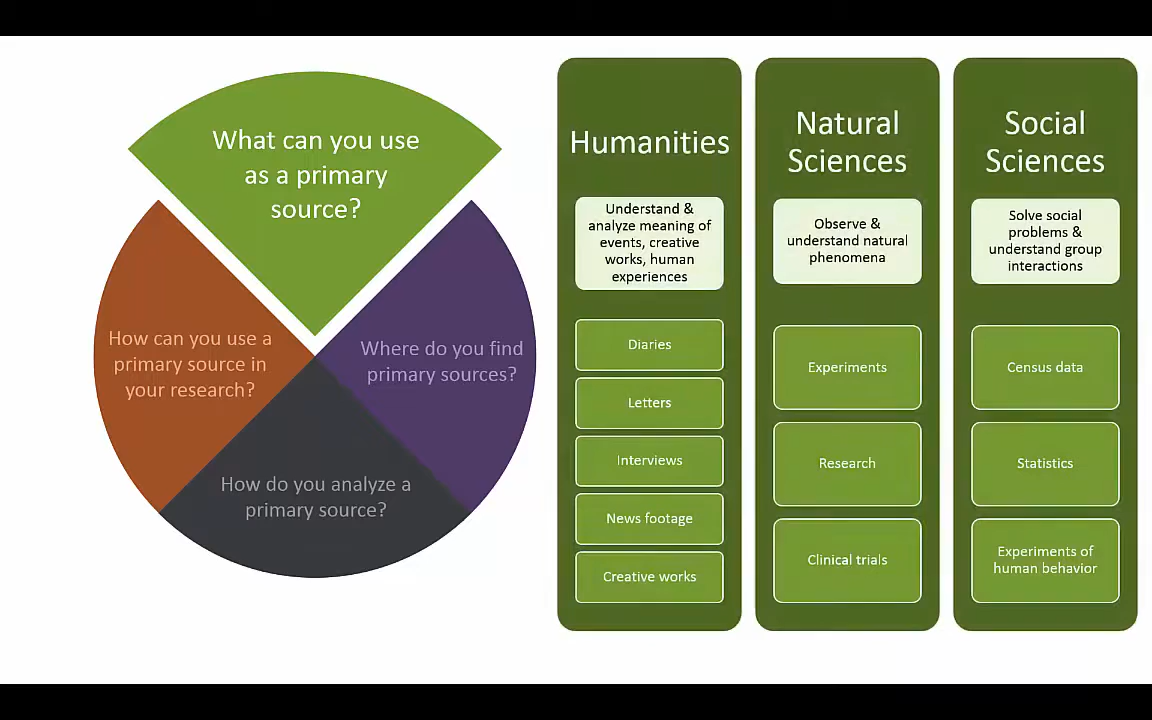 What can you use
as a primary
source?
Where do you find
primary sources?
How do you analyze a
primary source?
How can you use a
primary source in
your research?
Humanities
Understand &
analyze meaning of
events, creative
works, human
experiences
Diaries
Letters
Interviews
News footage
Creative works
Natural
Sciences
Observe &
understand natural
phenomena
Experiments
Research
Clinical trials
Social
Sciences
Solve social
problems &
understand group
interactions
Census data
Statistics
Experiments of
human behavior